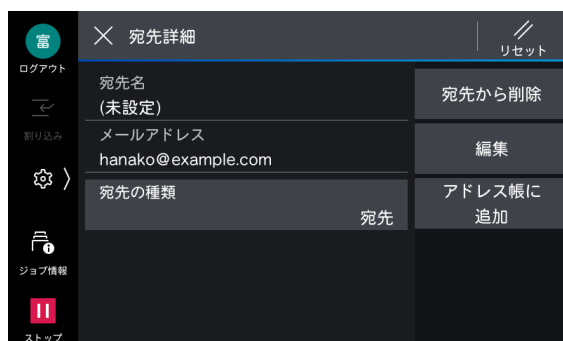 富
ログアウト
割り込み
ジョブ情報
ストップ
宛先詳細
リセット
宛先名
(未設定)
メールアドレス
hanako@example.com
宛先の種類
宛先
宛先から削除
編集
アドレス帳に
追加